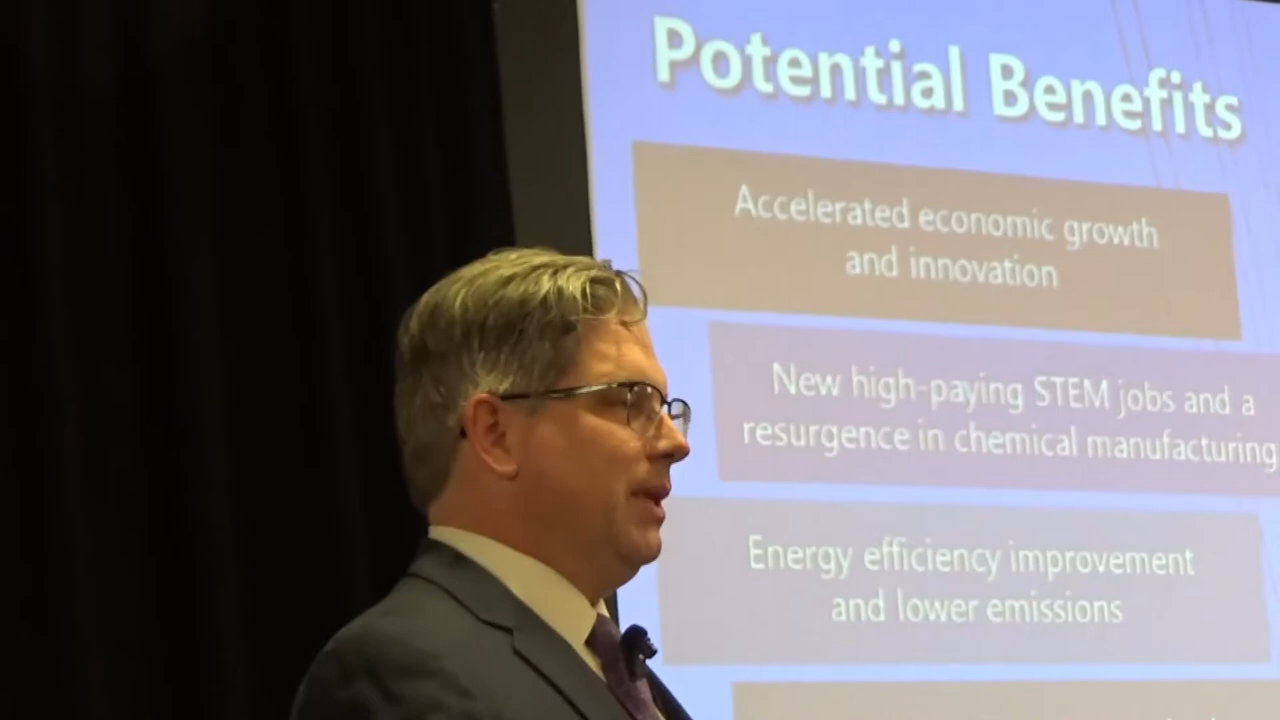 Potential Benefits
Accelerated economic growth
and innovation
New high-paying STEM jobs and a
resurgence in chemical manufacturing
Energy efficiency improvement
and lower emissions